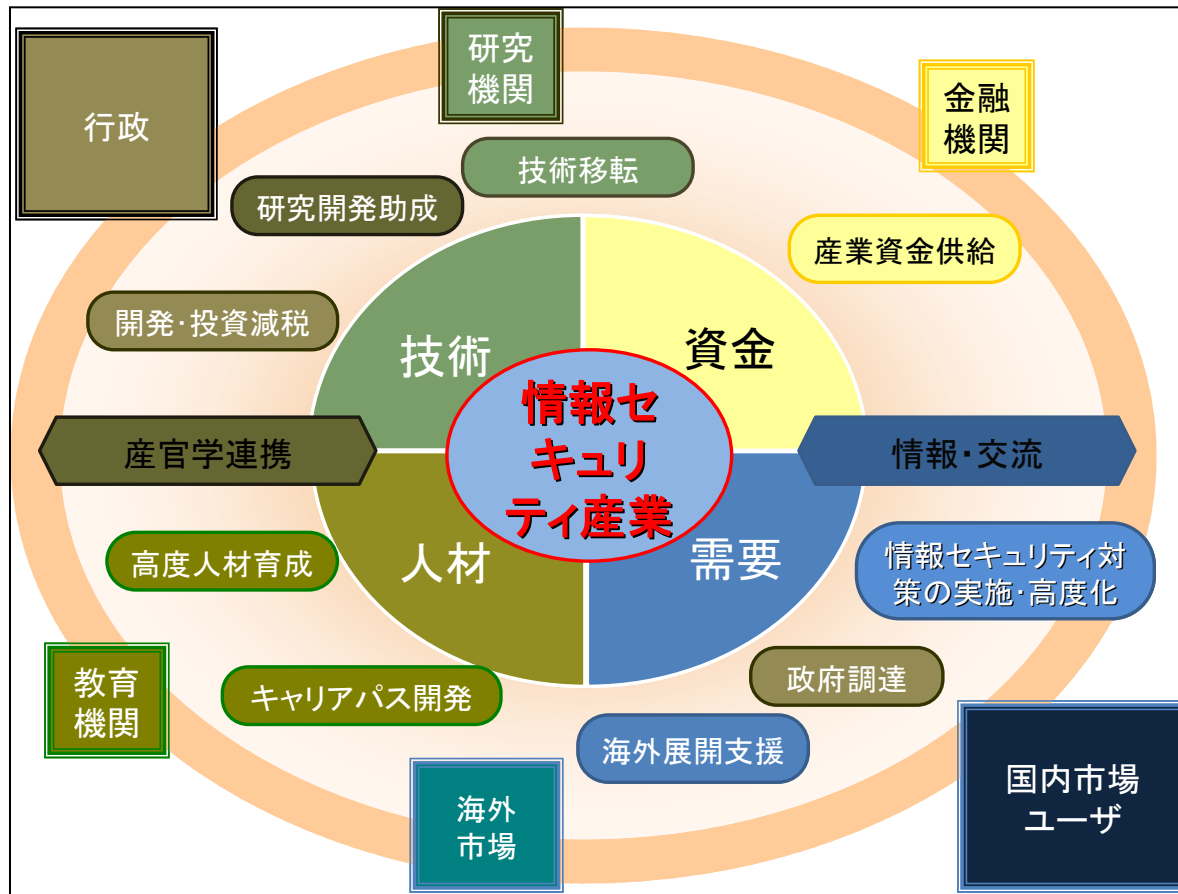 行政
研究
機関
金融
機関
技術移転
研究開発助成
産業資金供給
開発・投資減税
技術
資金
情報セ
キュリ
ティ産業
産官学連携
情報・交流
人材
需要
高度人材育成
情報セキュリティ対
策の実施・高度化
教育
機関
キャリアパス開発
政府調達
海外展開支援
海外
市場
国内市場
ユーザ